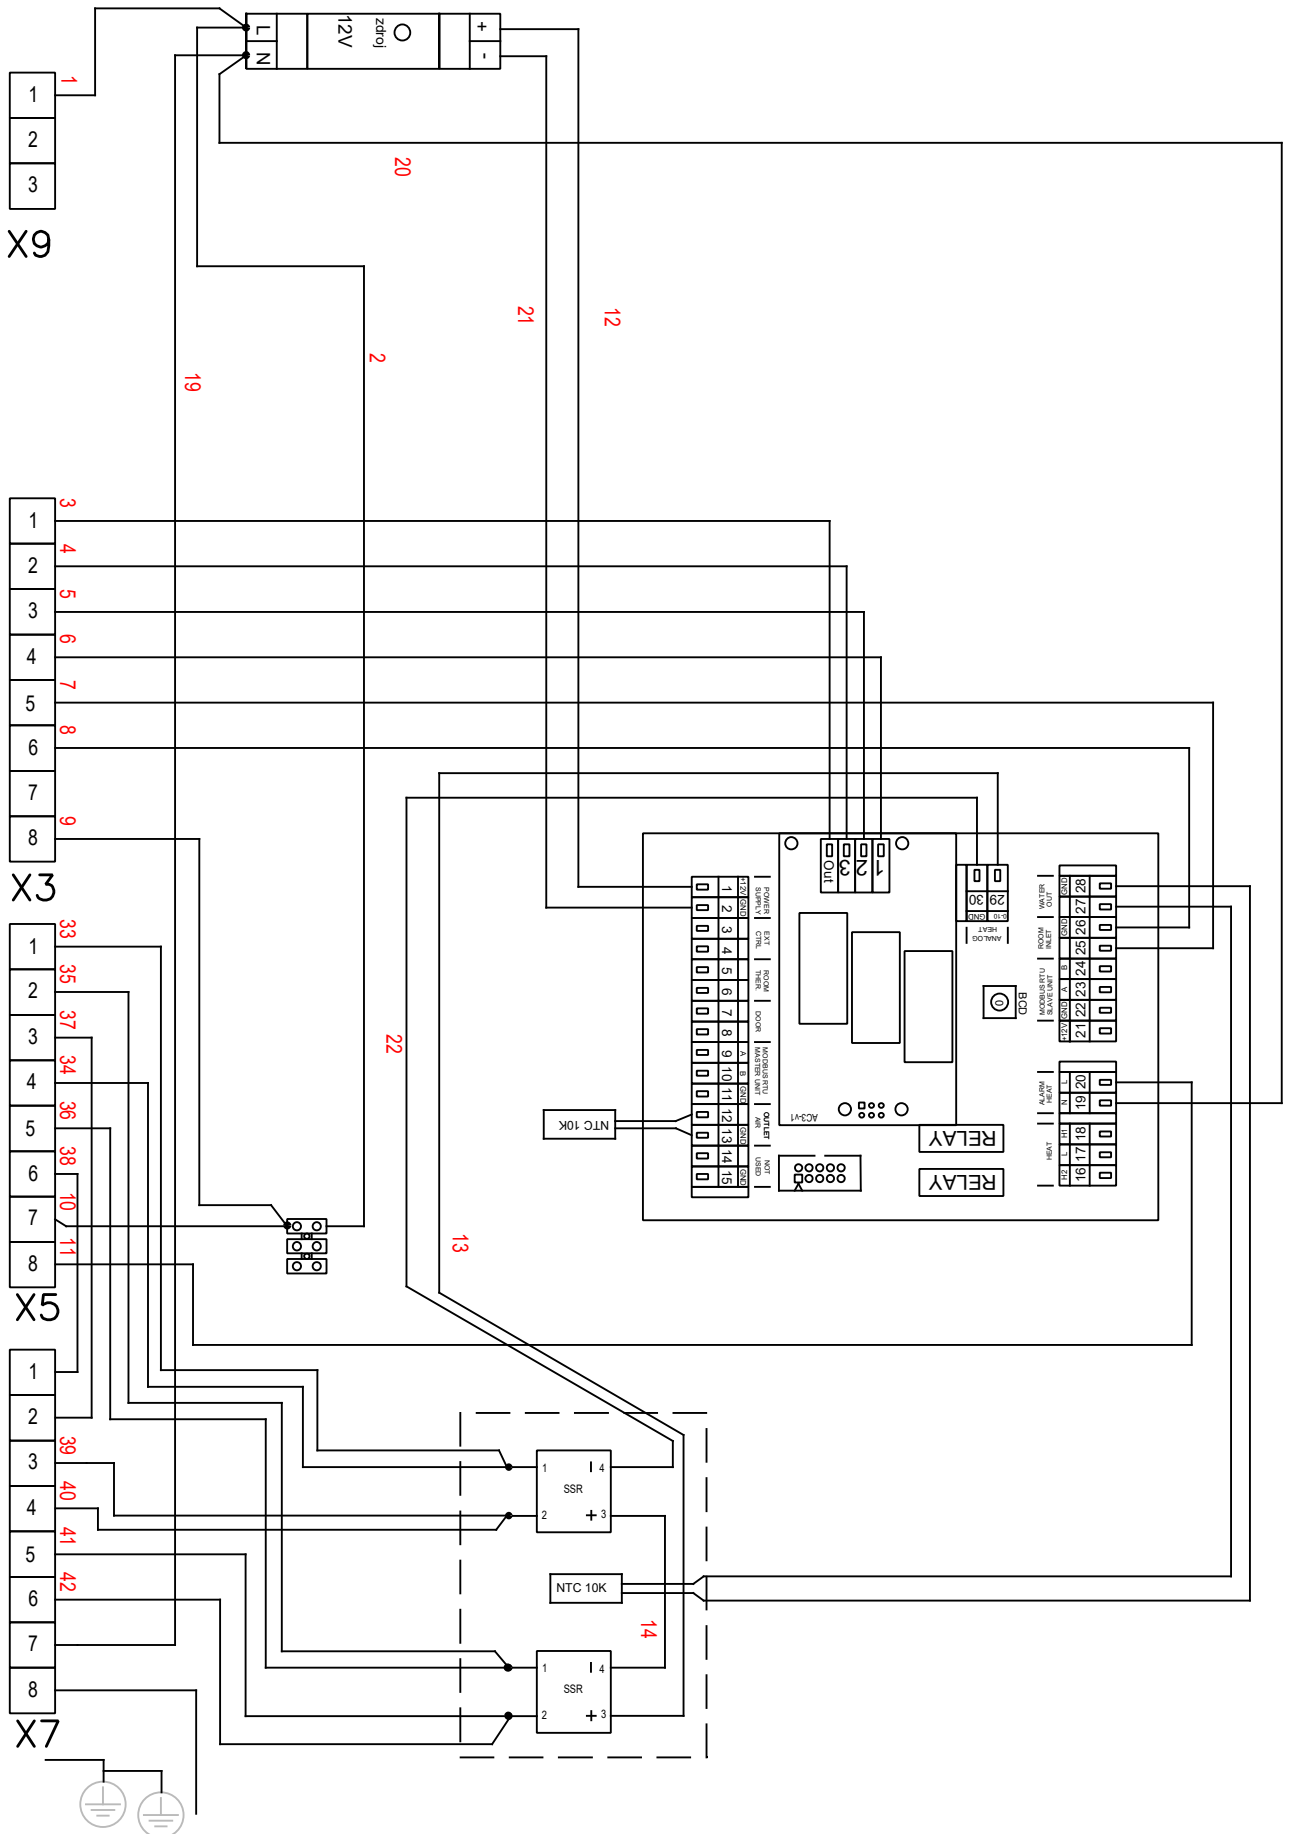 L
N
12V
zdroj
+
-
1
1
2
3
X9
20
21
12
2
19
3
1
4
2
5
3
6
4
7
5
8
6
7
9
8
X3
Out
3
2
1
30
29
GND
0-10
ANALOG
HEAT
POWER
SUPPLY
EXT
CTRL
ROOM
THER.
DOOR
MODBUS RTU
MASTER UNIT
OUTLET
AIR
NOT
USED
1 +12V
2 GND
3
4
5
6
7
8
9 A
10 B
11 GND
12
13 GND
14
15 GND
WATER
OUT
ROOM
INLET
MODBUS RTU
SLAVE UNIT
GND 28
27
GND 26
25
B 24
A 23
GND 22
+12V 21
ALARM
HEAT
L 20
N 19
HEAT
H1 18
L 17
H2 16
BCD
0
AC3-v1
RELAY
RELAY
NTC 10K
22
13
33
1
35
2
37
3
34
4
36
5
38
6
10
7
11
8
X5
1
2
39
3
40
4
41
5
42
6
7
8
X7
1
4
SSR
2
+ 3
NTC 10K
14
1
4
SSR
2
+ 3